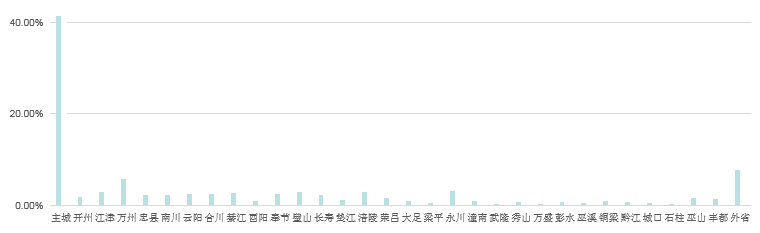 40.00%
20.00%
0.00%
主城 开州 江津 万州 忠县 南川 云阳 合川 綦江 酉阳 奉节 璧山 长寿 垫江 涪陵 荣昌 大足 梁平 永川 潼南 武隆 秀山 万盛 彭水 巫溪 铜梁 黔江 城口 石柱 巫山 丰都 外省